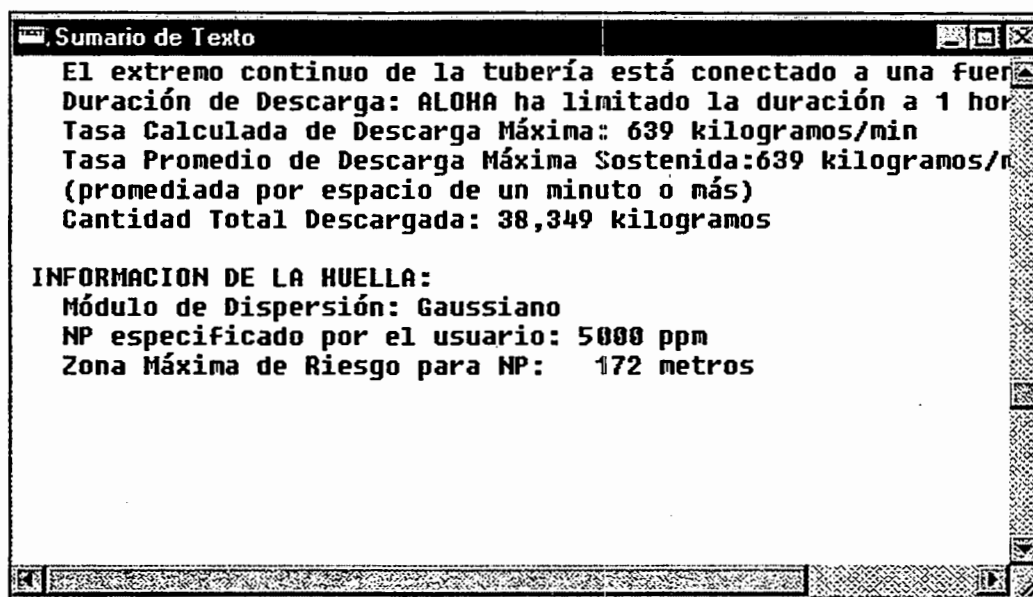 Sumario de Texto
El extremo continuo de la tubería está conectado a una fuen
Duración de Descarga: ALOHA ha limitado la duración a 1 hor
Tasa Calculada de Descarga Máxima: 639 kilogramos/min
Tasa Promedio de Descarga Máxima Sostenida:639 kilogramos/m
(promediada por espacio de un minuto o más)
Cantidad Total Descargada: 38,349 kilogramos
INFORMACION DE LA HUELLA:
Módulo de Dispersión: Gaussiano
NP especificado por el usuario: 5000 ppm
Zona Máxima de Riesgo para NP: 172 metros